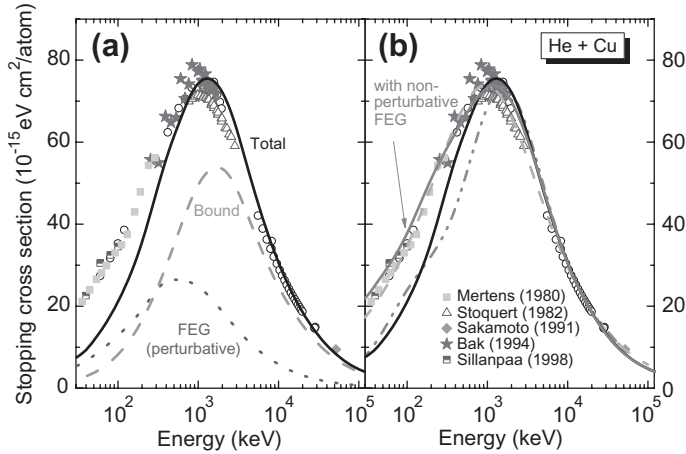 Stopping cross section (10⁻¹⁵ eV cm²/atom)
80
60
40
20
0
(a)
Total
Bound
FEG
(perturbative)
10² 10³ 10⁴ 10⁵
Energy (keV)
(b)
He + Cu
with non-
perturbative
FEG
Mertens (1980)
Stoquert (1982)
Sakamoto (1991)
Bak (1994)
Sillanpaa (1998)
80
60
40
20
0
10² 10³ 10⁴ 10⁵
Energy (keV)